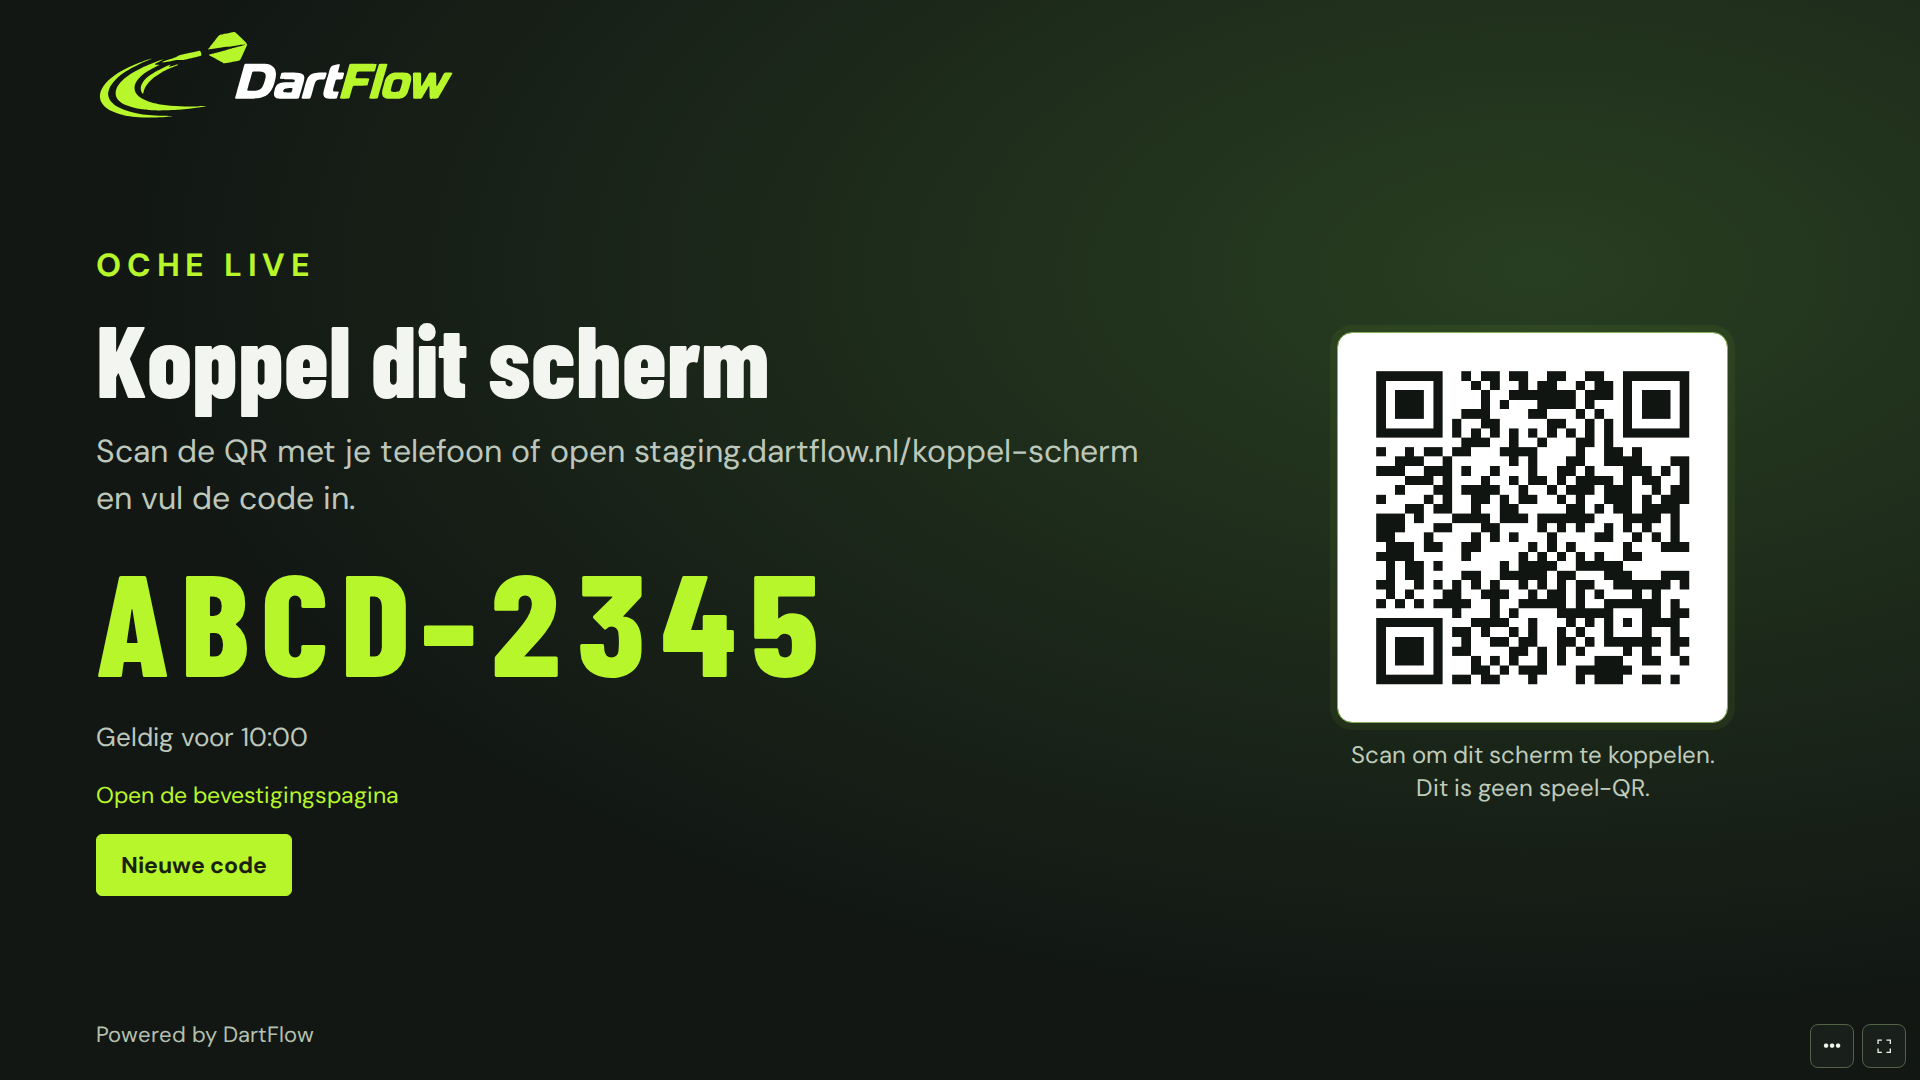 DartFlow
OCHE LIVE
Koppel dit scherm
Scan de QR met je telefoon of open staging.dartflow.nl/koppel-scherm
en vul de code in.
ABCD-2345
Geldig voor 10:00
Open de bevestigingspagina
Nieuwe code
Scan om dit scherm te koppelen.
Dit is geen speel-QR.
Powered by DartFlow